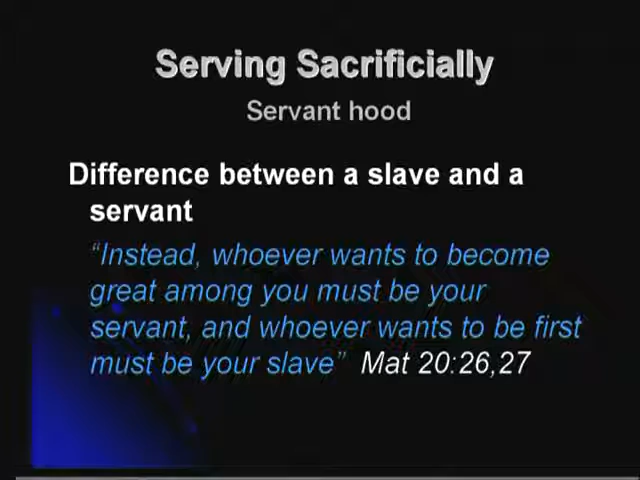 Serving Sacrificially
Servant hood
Difference between a slave and a
servant
“Instead, whoever wants to become
great among you must be your
servant, and whoever wants to be first
must be your slave” Mat 20:26,27